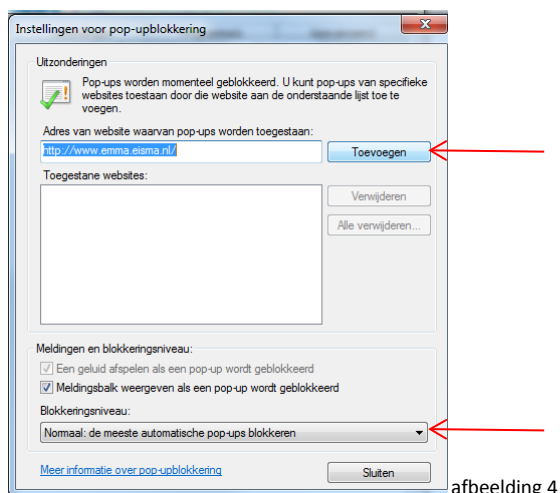 Instellingen voor pop-upblokkering
Uitzonderingen
Pop-ups worden momenteel geblokkeerd. U kunt pop-ups van specifieke
websites toestaan door die website aan de onderstaande lijst toe te
voegen.
Adres van website waarvan pop-ups worden toegestaan:
http://www.emma.eisma.nl/
Toevoegen
Toegestane websites:
Verwijderen
Alle verwijderen...
Meldingen en blokkeringsniveau:
Een geluid afspelen als een pop-up wordt geblokkeerd
Meldingsbalk weergeven als een pop-up wordt geblokkeerd
Blokkeringsniveau:
Normaal: de meeste automatische pop-ups blokkeren
Meer informatie over pop-upblokkering
Sluiten
afbeelding 4